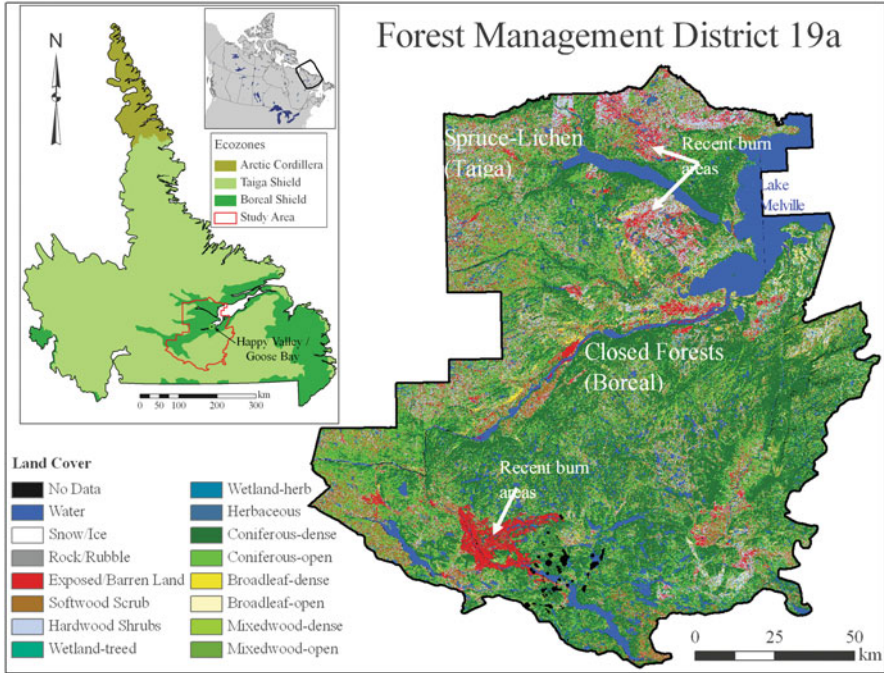 Forest Management District 19a
N
Ecozones
Arctic Cordillera
Taiga Shield
Boreal Shield
Study Area
Happy Valley /
Goose Bay
0 50 100 200 300
km
Spruce-Lichen
(Taiga)
Recent burn
areas
Lake
Melville
Closed Forests
(Boreal)
Recent burn
areas
Land Cover
No Data
Water
Snow/Ice
Rock/Rubble
Exposed/Barren Land
Softwood Scrub
Hardwood Shrubs
Wetland-treed
Wetland-herb
Herbaceous
Coniferous-dense
Coniferous-open
Broadleaf-dense
Broadleaf-open
Mixedwood-dense
Mixedwood-open
0 25 50
km